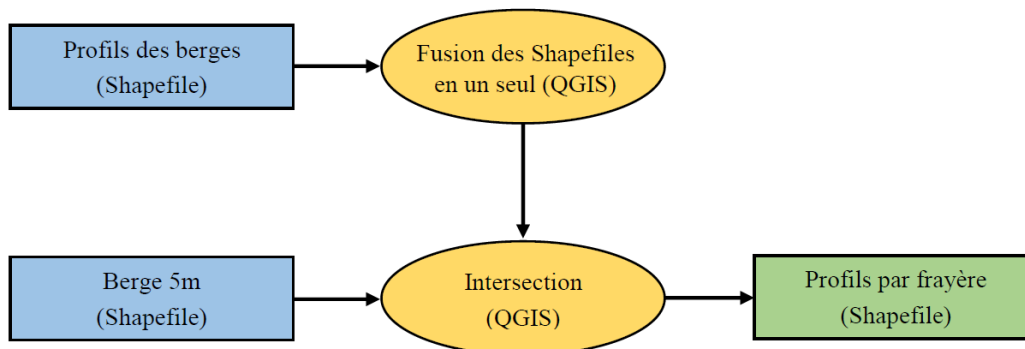 Profils des berges
(Shapefile)
Fusion des Shapefiles
en un seul (QGIS)
Berge 5m
(Shapefile)
Intersection
(QGIS)
Profils par frayère
(Shapefile)